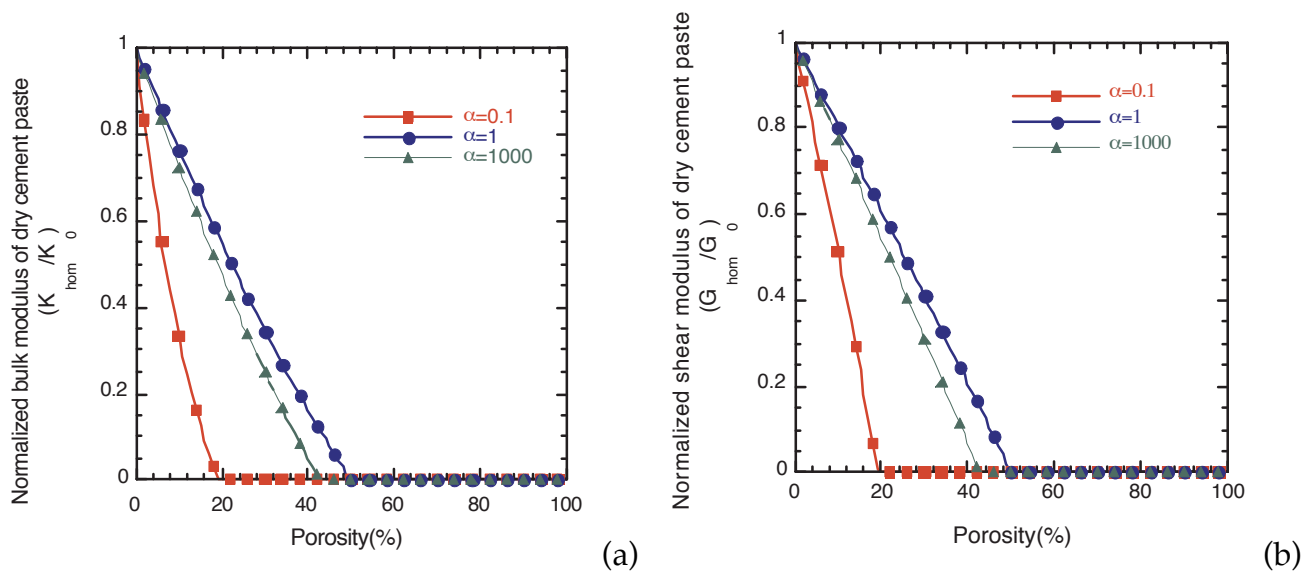 Normalized bulk modulus of dry cement paste
(K hom /K 0 )
1
0.8
0.6
0.4
0.2
0
0 20 40 60 80 100
Porosity(%)
α=0.1
α=1
α=1000
(a)
Normalized shear modulus of dry cement paste
(G hom /G 0 )
1
0.8
0.6
0.4
0.2
0
0 20 40 60 80 100
Porosity(%)
α=0.1
α=1
α=1000
(b)